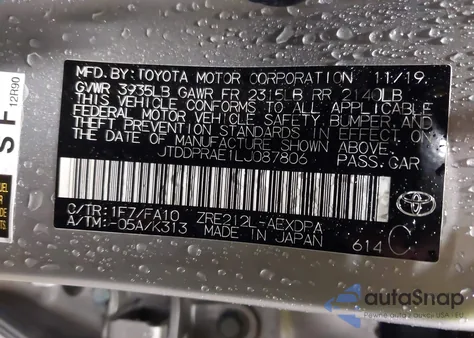 MFD. BY: TOYOTA MOTOR CORPORATION 11/19
GVWR 3935LB GAWR FR 2315LB RR 2140LB
THIS VEHICLE CONFORMS TO ALL APPLICABLE
FEDERAL MOTOR VEHICLE SAFETY, BUMPER, AND
THEFT PREVENTION STANDARDS IN EFFECT ON
THE DATE OF MANUFACTURE SHOWN ABOVE.
JTDDPRAE1LJ087806 PASS.CAR
C/TR: 1F7/FA10 ZRE212L-AEXDPA
A/TM: -05A/K313 MADE IN JAPAN
614 C
TOYOTA
S F
12R90
autoSnap